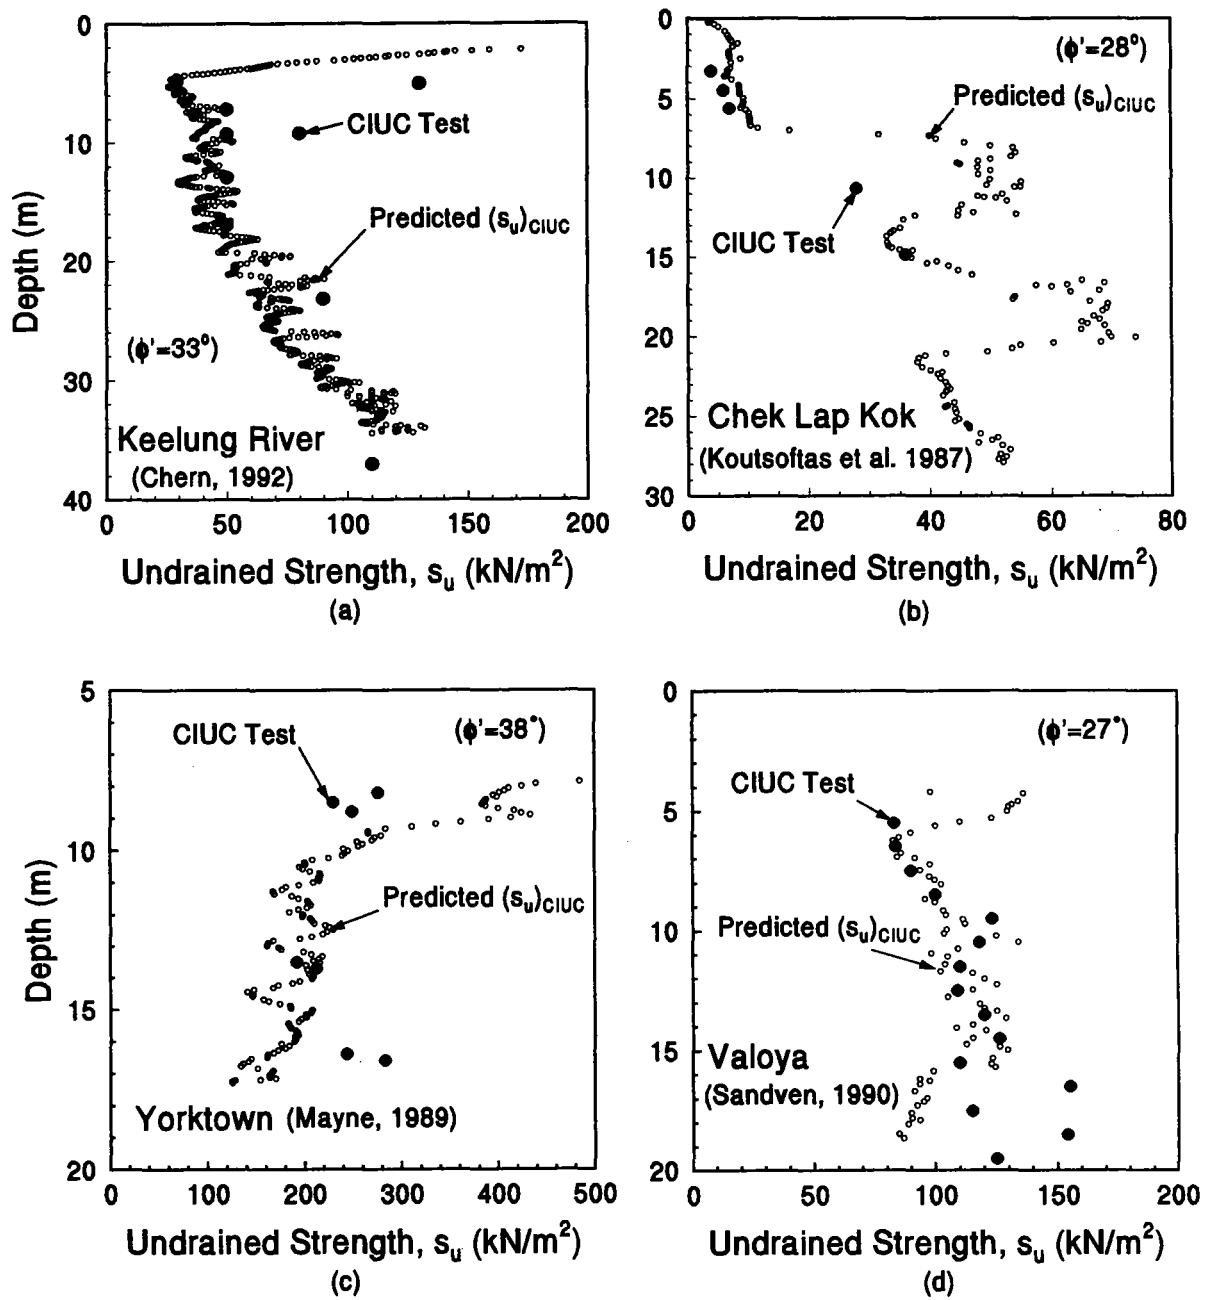 0
10
20
30
40
Depth (m)
CIUC Test
Predicted (su)CIUC
(ϕ'=33⁰)
Keelung River
(Chern, 1992)
0 50 100 150 200
Undrained Strength, su (kN/m²)
(a)
0
5
10
15
20
25
30
(ϕ'=28⁰)
Predicted (su)CIUC
CIUC Test
Chek Lap Kok
(Koutsoftas et al. 1987)
0 20 40 60 80
Undrained Strength, su (kN/m²)
(b)
5
10
15
20
Depth (m)
CIUC Test
(ϕ'=38°)
Predicted (su)CIUC
Yorktown (Mayne, 1989)
0 100 200 300 400 500
Undrained Strength, su (kN/m²)
(c)
0
5
10
15
20
(ϕ'=27°)
CIUC Test
Predicted (su)CIUC
Valoya
(Sandven, 1990)
0 50 100 150 200
Undrained Strength, su (kN/m²)
(d)